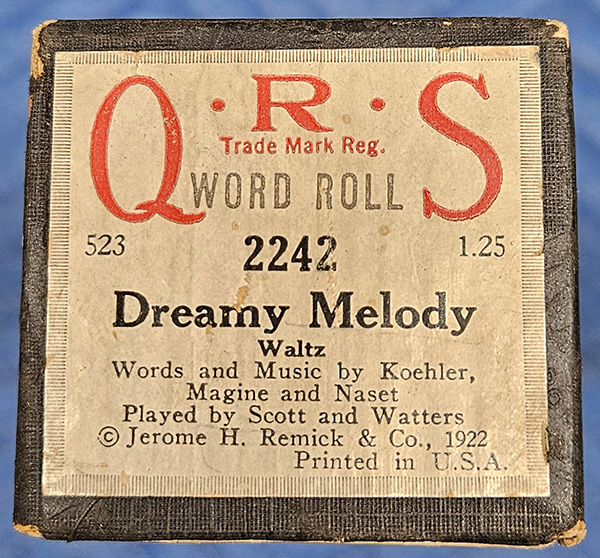 Q·R·S
Trade Mark Reg.
WORD ROLL
523 2242 1.25
Dreamy Melody
Waltz
Words and Music by Koehler,
Magine and Naset
Played by Scott and Watters
© Jerome H. Remick & Co., 1922
Printed in U.S.A.